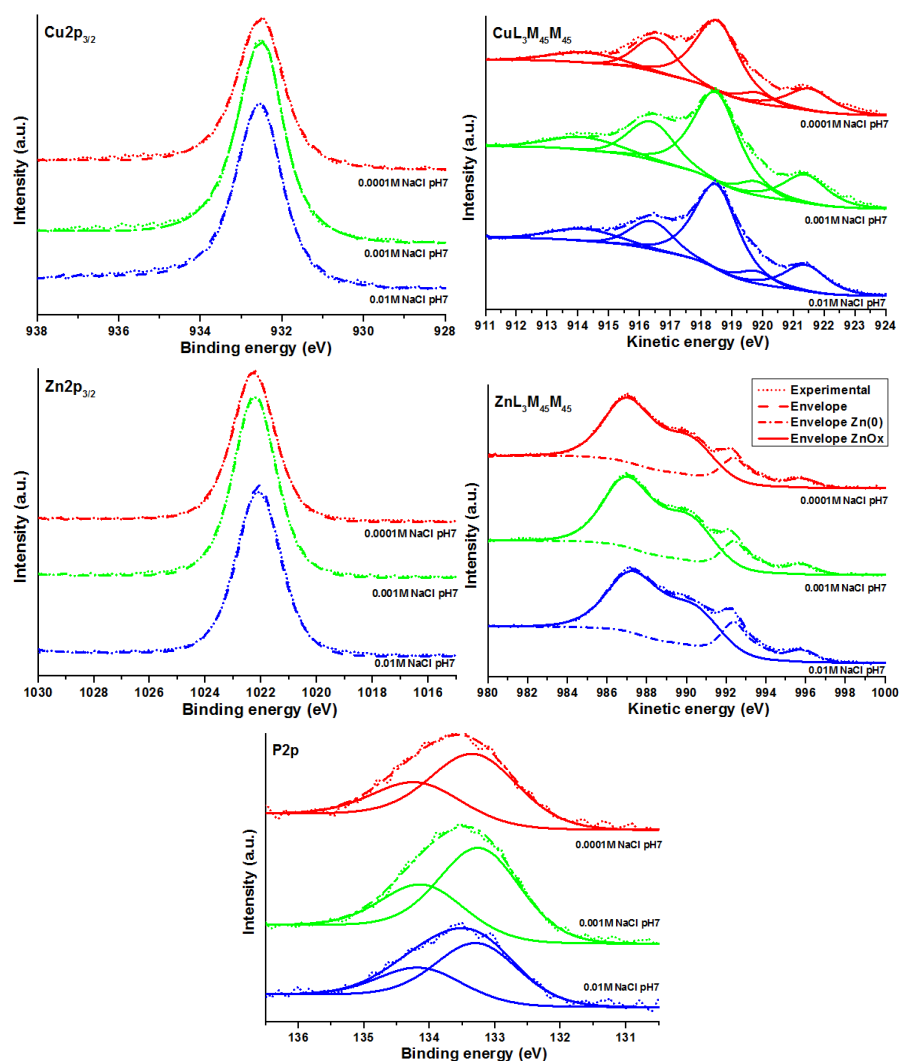 Cu2p3/2
Intensity (a.u.)
0.0001M NaCl pH7
0.001M NaCl pH7
0.01M NaCl pH7
938 936 934 932 930 928
Binding energy (eV)
CuL3M45M45
Intensity (a.u.)
0.0001M NaCl pH7
0.001M NaCl pH7
0.01M NaCl pH7
911 912 914 915 916 917 918 919 920 921 922 923 924
Kinetic energy (eV)
Zn2p3/2
Intensity (a.u.)
0.0001M NaCl pH7
0.001M NaCl pH7
0.01M NaCl pH7
1030 1028 1026 1024 1022 1020 1018 1016
Binding energy (eV)
ZnL3M45M45
Intensity (a.u.)
Experimental
Envelope
Envelope Zn(0)
Envelope ZnOx
0.0001M NaCl pH7
0.001M NaCl pH7
0.01M NaCl pH7
980 982 984 986 988 990 992 994 996 998 1000
Kinetic energy (eV)
P2p
Intensity (a.u.)
0.0001M NaCl pH7
0.001M NaCl pH7
0.01M NaCl pH7
136 135 134 133 132 131
Binding energy (eV)